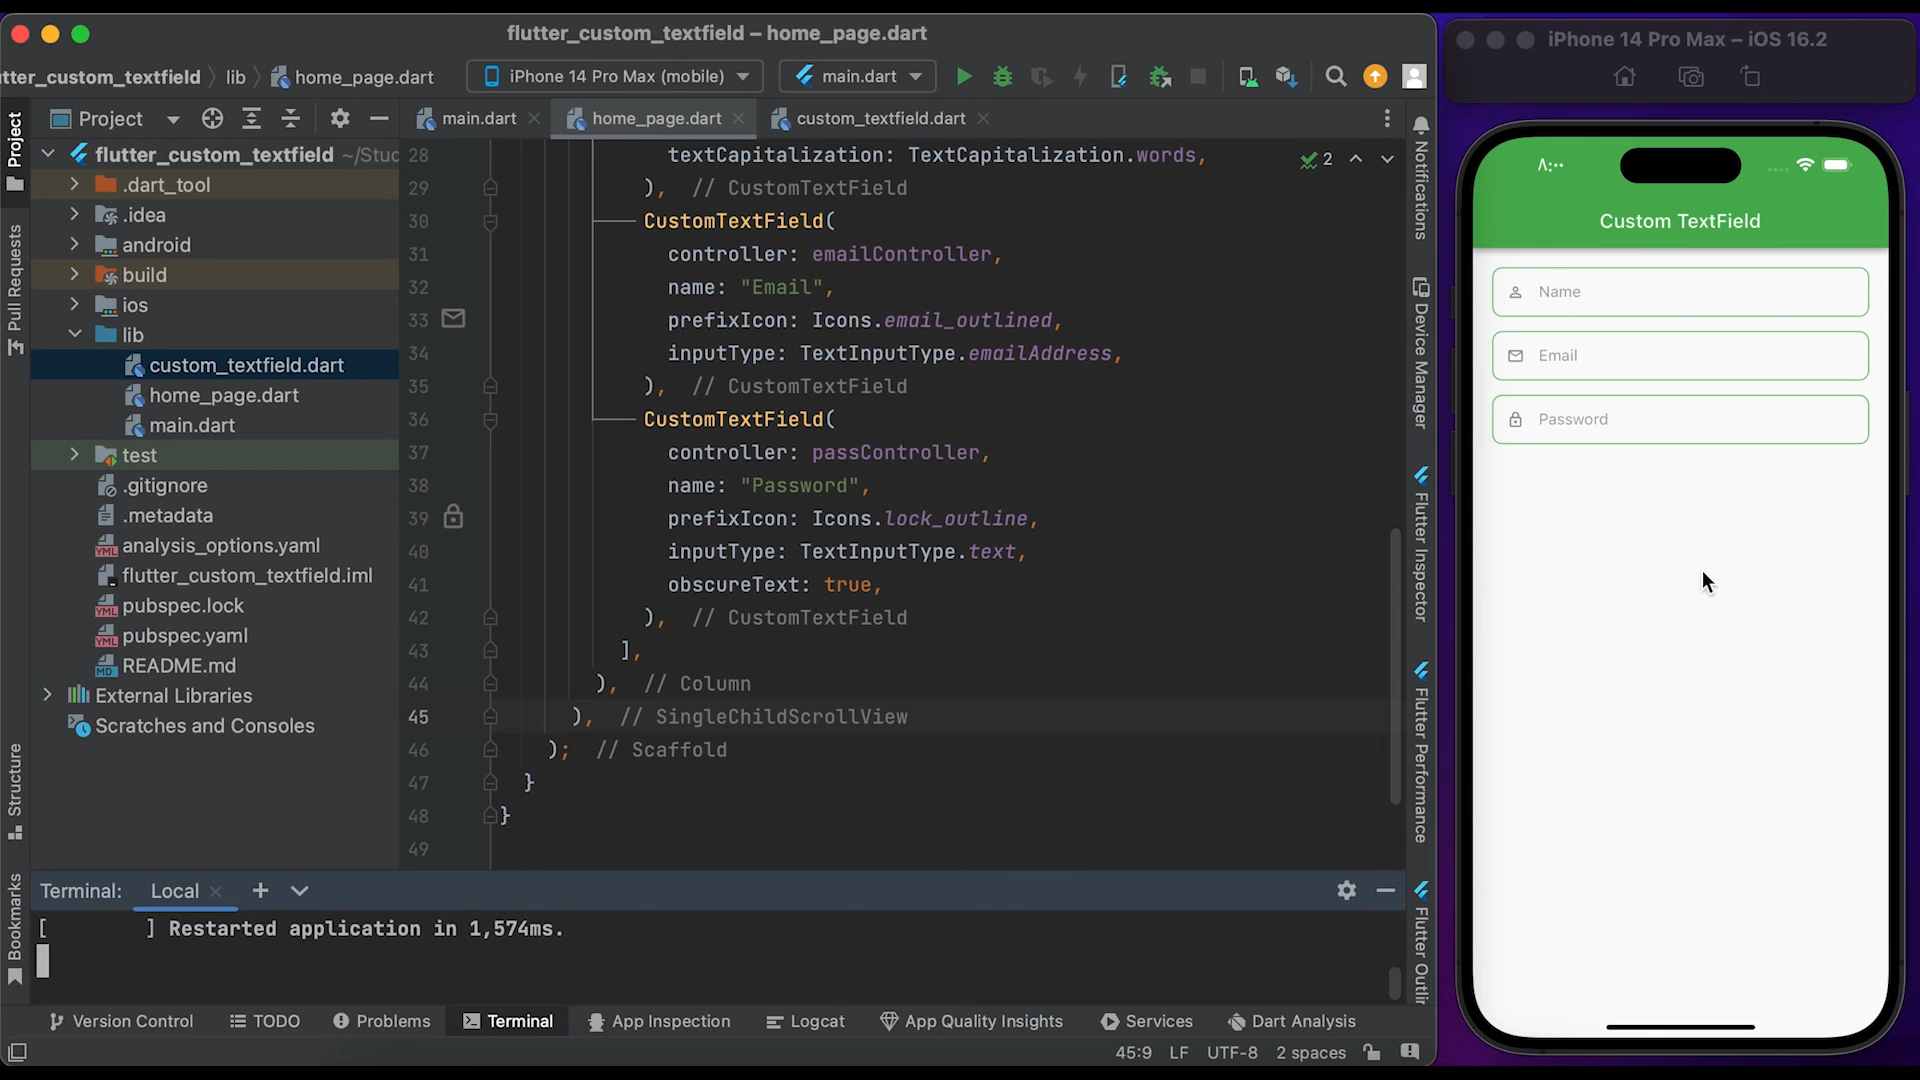 flutter_custom_textfield – home_page.dart
tter_custom_textfield
lib
home_page.dart
iPhone 14 Pro Max (mobile)
main.dart
Project
main.dart
home_page.dart
custom_textfield.dart
flutter_custom_textfield ~/Stud
.dart_tool
.idea
android
build
ios
lib
custom_textfield.dart
home_page.dart
main.dart
test
.gitignore
.metadata
analysis_options.yaml
flutter_custom_textfield.iml
pubspec.lock
pubspec.yaml
README.md
External Libraries
Scratches and Consoles
Project
Pull Requests
Structure
Bookmarks
2
28 textCapitalization: TextCapitalization.words,
29 ), // CustomTextField
30 CustomTextField(
31 controller: emailController,
32 name: "Email",
33 prefixIcon: Icons.email_outlined,
34 inputType: TextInputType.emailAddress,
35 ), // CustomTextField
36 CustomTextField(
37 controller: passController,
38 name: "Password",
39 prefixIcon: Icons.lock_outline,
40 inputType: TextInputType.text,
41 obscureText: true,
42 ), // CustomTextField
43 ],
44 ), // Column
45 ), // SingleChildScrollView
46 ); // Scaffold
47 }
48 }
49
Notifications
Device Manager
Flutter Inspector
Flutter Performance
Flutter Outlin
Terminal:
Local
[ ] Restarted application in 1,574ms.
Version Control
TODO
Problems
Terminal
App Inspection
Logcat
App Quality Insights
Services
Dart Analysis
45:9 LF UTF-8 2 spaces
iPhone 14 Pro Max – iOS 16.2
Custom TextField
Name
Email
Password